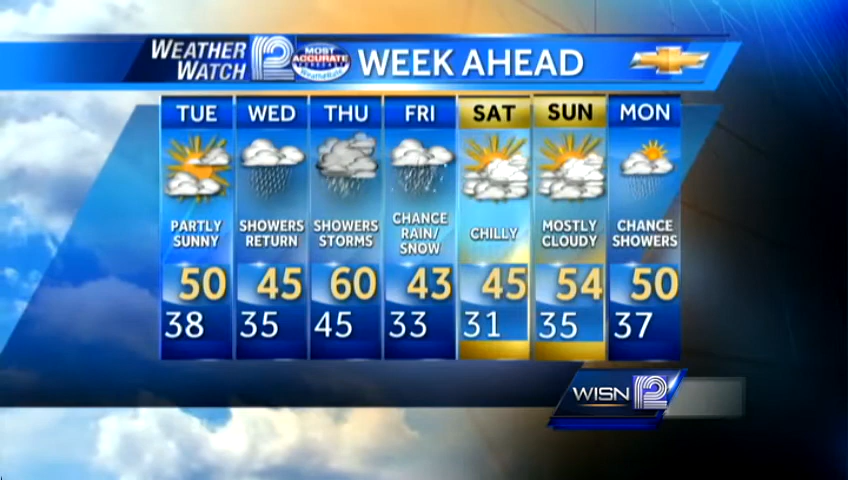 WEATHER WATCH 12
MOST ACCURATE FORECAST
WeatheRate
WEEK AHEAD
TUE WED THU FRI SAT SUN MON
PARTLY SUNNY
SHOWERS RETURN
SHOWERS STORMS
CHANCE RAIN/ SNOW
CHILLY
MOSTLY CLOUDY
CHANCE SHOWERS
50 45 60 43 45 54 50
38 35 45 33 31 35 37
WISN 12